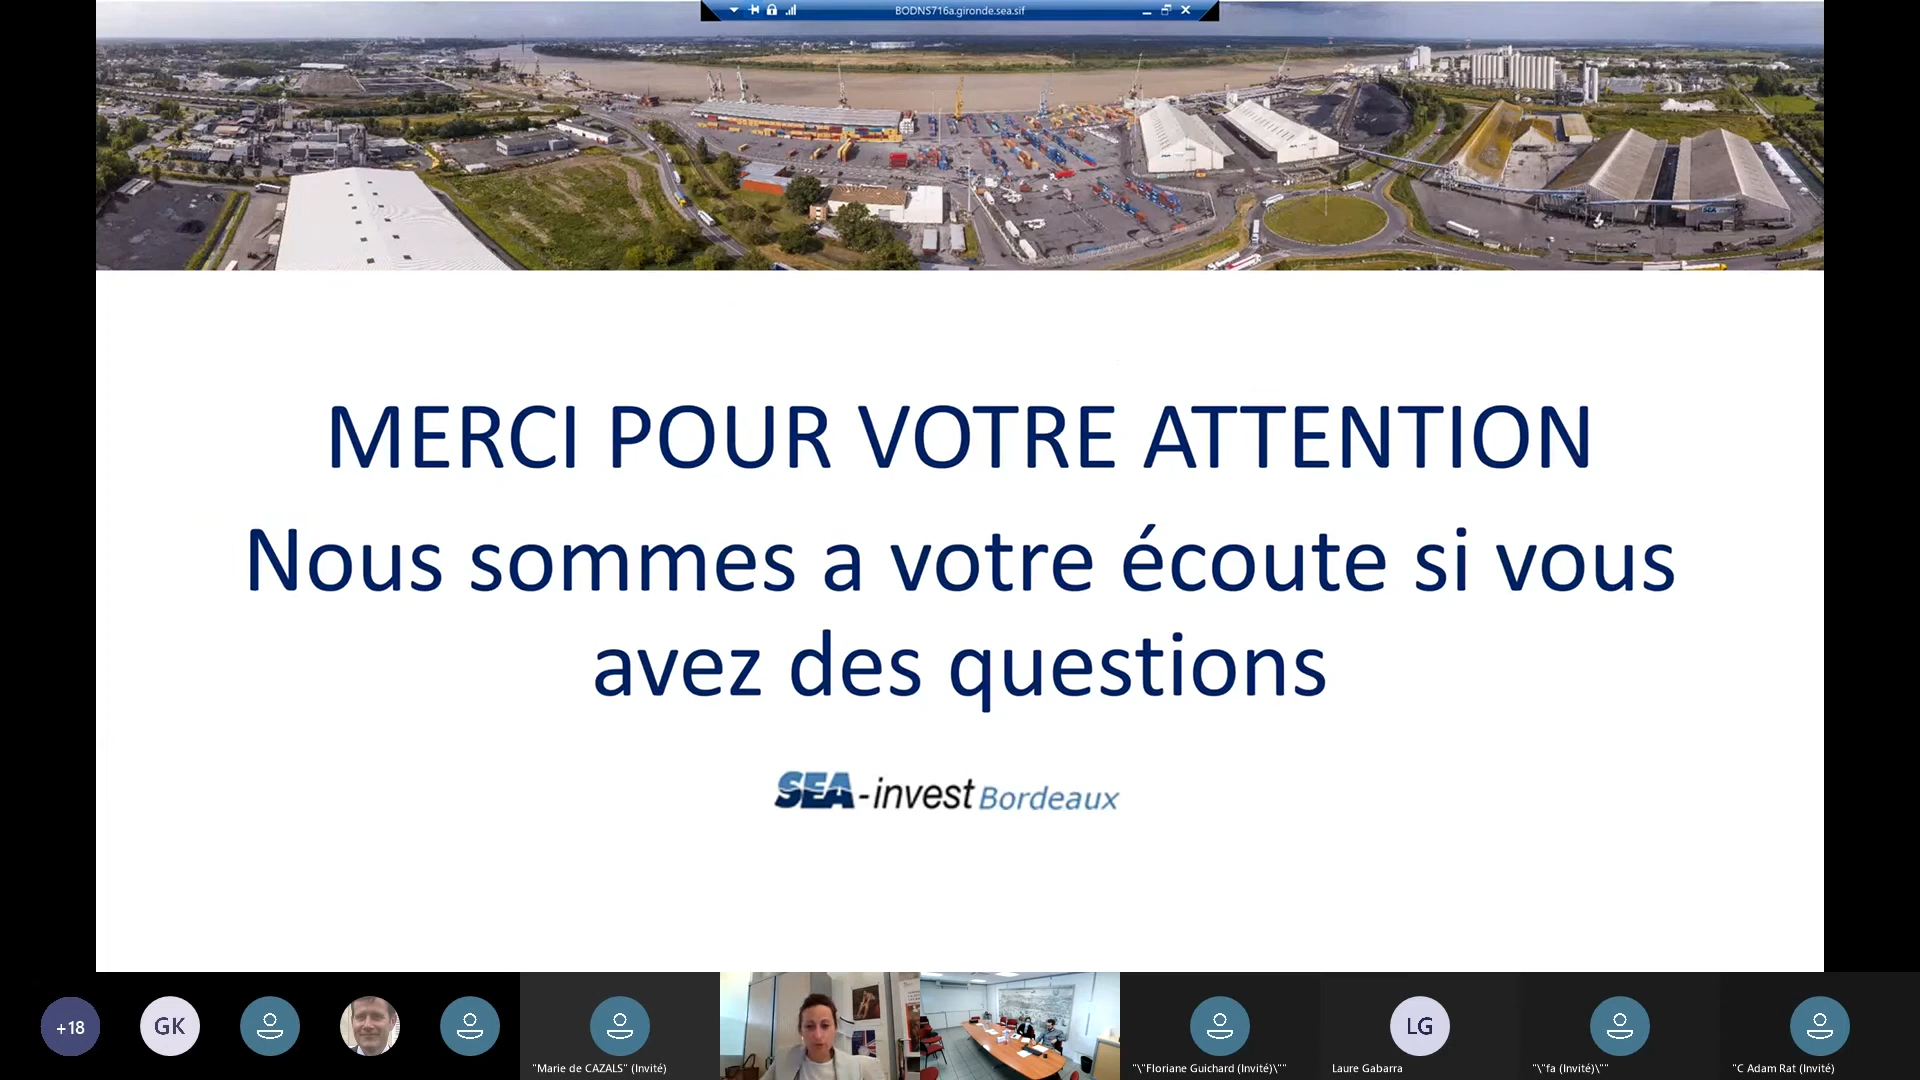 BODNS716a.gironde.sea.sif
MERCI POUR VOTRE ATTENTION
Nous sommes a votre écoute si vous
avez des questions
SEA-invest Bordeaux
+18
GK
LG
"Marie de CAZALS" (Invité)
"\"Floriane Guichard (Invité)\""
Laure Gabarra
"\"fa (Invité)\""
"C Adam Rat (Invité)